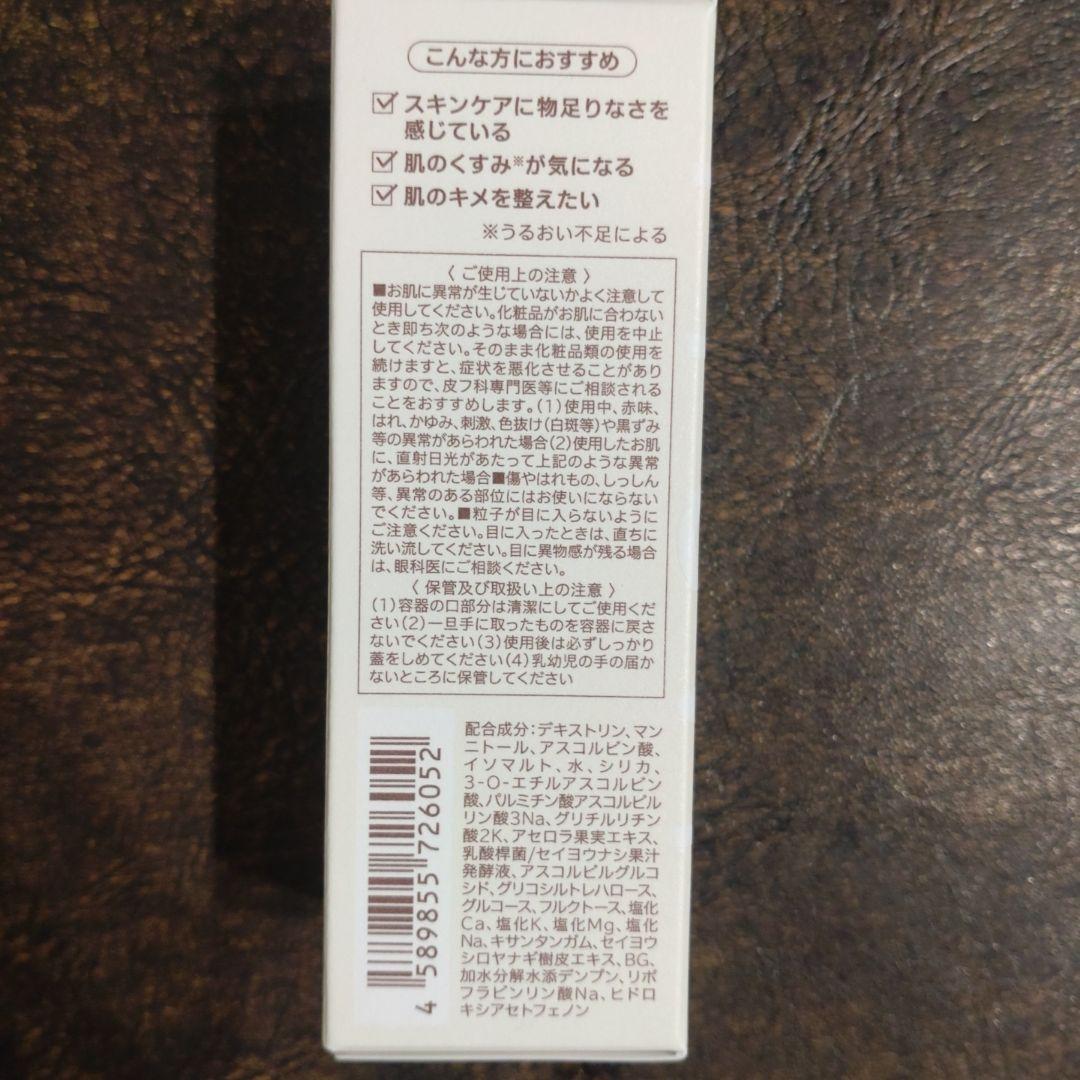 こんな方におすすめ
スキンケアに物足りなさを
感じている
肌のくすみ※が気になる
肌のキメを整えたい
※うるおい不足による
〈 ご使用上の注意 〉
■お肌に異常が生じていないかよく注意して
使用してください。化粧品がお肌に合わない
とき即ち次のような場合には、使用を中止
してください。そのまま化粧品類の使用を
続けますと、症状を悪化させることがあり
ますので、皮フ科専門医等にご相談される
ことをおすすめします。(1)使用中、赤味、
はれ、かゆみ、刺激、色抜け(白斑等)や黒ずみ
等の異常があらわれた場合(2)使用したお肌
に、直射日光があたって上記のような異常
があらわれた場合■傷やはれもの、しっしん
等、異常のある部位にはお使いにならない
でください。■粒子が目に入らないように
ご注意ください。目に入ったときは、直ちに
洗い流してください。目に異物感が残る場合
は、眼科医にご相談ください。
〈 保管及び取扱い上の注意 〉
(1)容器の口部分は清潔にしてご使用くだ
さい(2)一旦手に取ったものを容器に戻さ
ないでください(3)使用後は必ずしっかり
蓋をしめてください(4)乳幼児の手の届か
ないところに保管してください
配合成分:デキストリン、マン
ニトール、アスコルビン酸、
イソマルト、水、シリカ、
3-O-エチルアスコルビン
酸、パルミチン酸アスコルビル
リン酸3Na、グリチルリチン
酸2K、アセロラ果実エキス、
乳酸桿菌/セイヨウナシ果汁
発酵液、アスコルビルグルコ
シド、グリコシルトレハロース、
グルコース、フルクトース、塩化
Ca、塩化K、塩化Mg、塩化
Na、キサンタンガム、セイヨウ
シロヤナギ樹皮エキス、BG、
加水分解水添デンプン、リボ
フラビンリン酸Na、ヒドロ
キシアセトフェノン
4 589855 726052